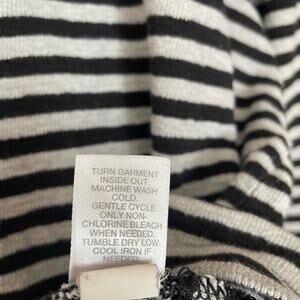 TURN GARMENT
INSIDE OUT.
MACHINE WASH
COLD.
GENTLE CYCLE
ONLY NON-
CHLORINE BLEACH
WHEN NEEDED.
TUMBLE DRY LOW.
COOL IRON IF
NEEDED